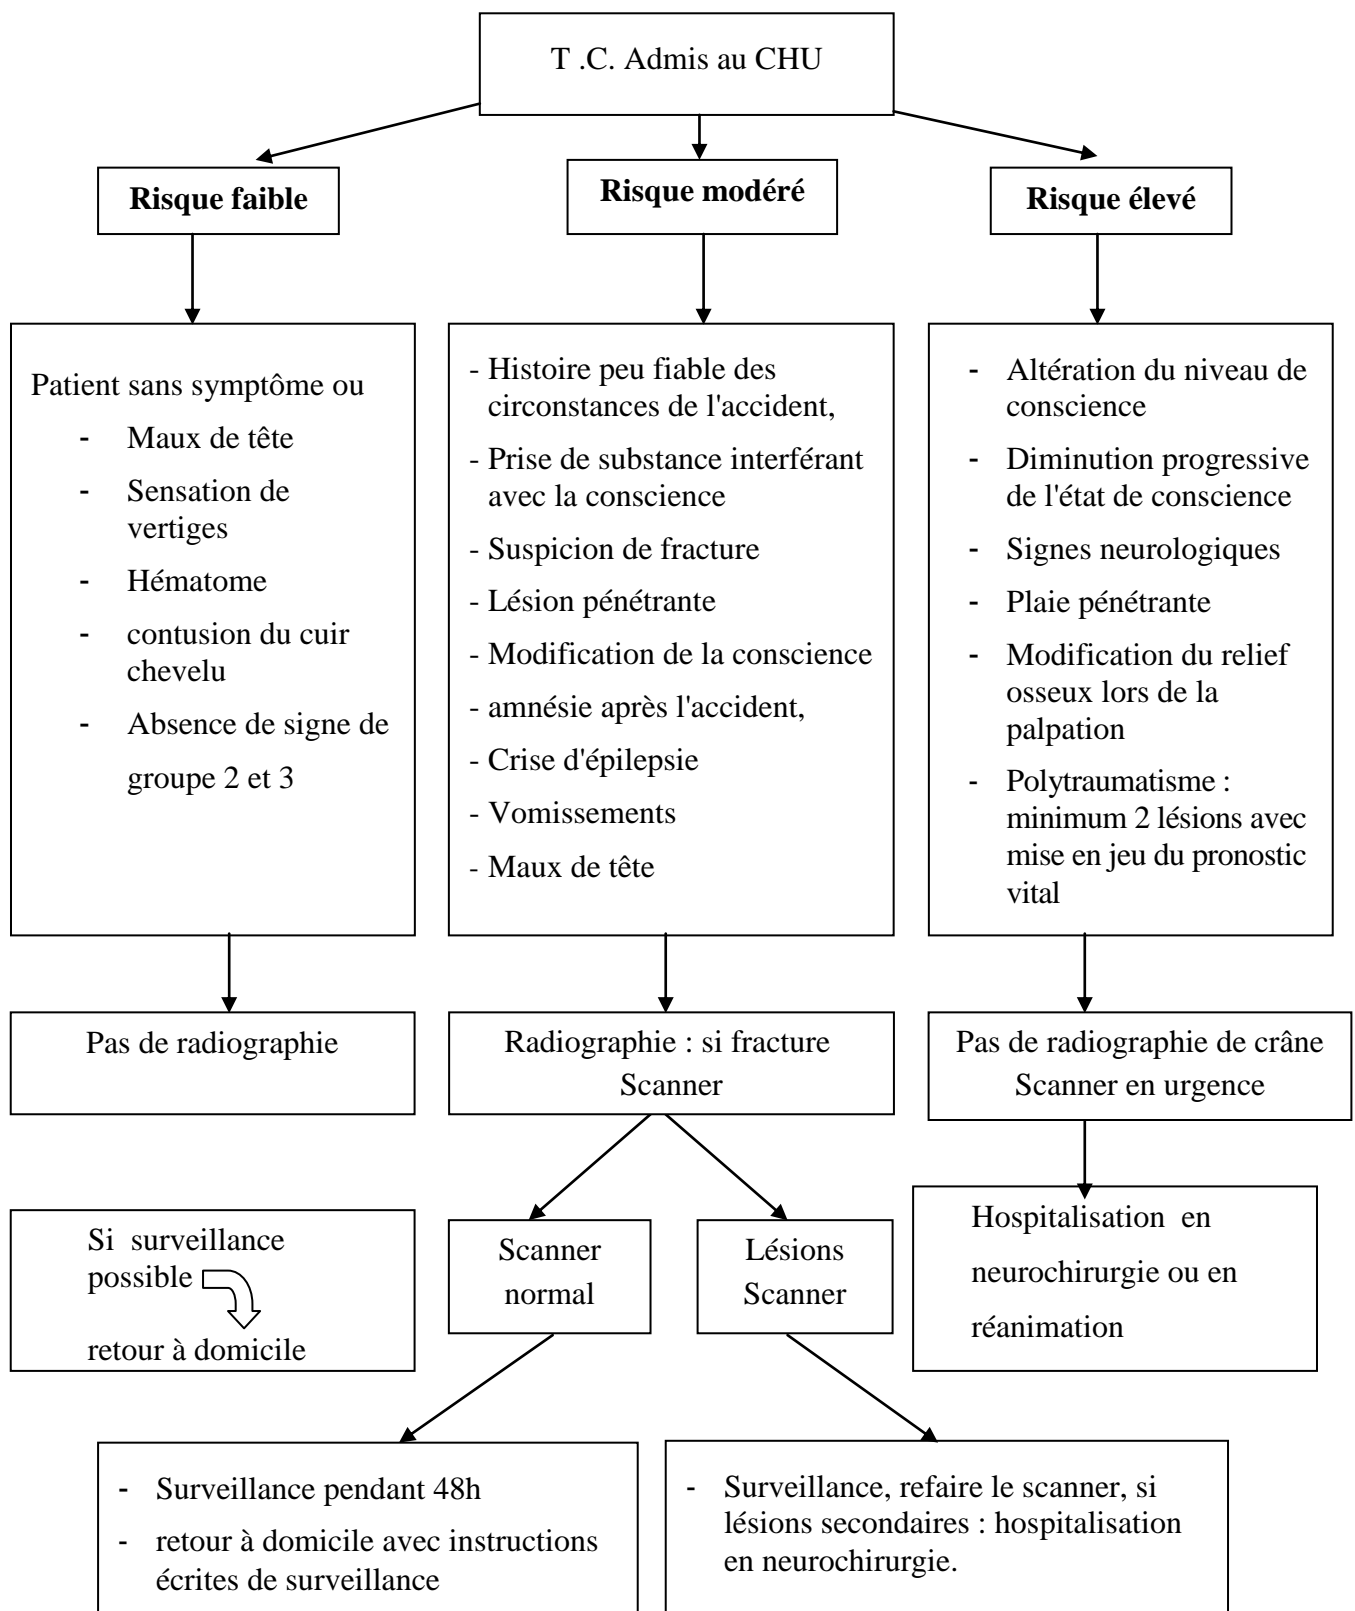 T .C. Admis au CHU
Risque faible
Risque modéré
Risque élevé
Patient sans symptôme ou
- Maux de tête
- Sensation de
vertiges
- Hématome
- contusion du cuir
chevelu
- Absence de signe de
groupe 2 et 3
- Histoire peu fiable des
circonstances de l'accident,
- Prise de substance interférant
avec la conscience
- Suspicion de fracture
- Lésion pénétrante
- Modification de la conscience
- amnésie après l'accident,
- Crise d'épilepsie
- Vomissements
- Maux de tête
- Altération du niveau de
conscience
- Diminution progressive
de l'état de conscience
- Signes neurologiques
- Plaie pénétrante
- Modification du relief
osseux lors de la
palpation
- Polytraumatisme :
minimum 2 lésions avec
mise en jeu du pronostic
vital
Pas de radiographie
Radiographie : si fracture
Scanner
Pas de radiographie de crâne
Scanner en urgence
Si surveillance
possible
retour à domicile
Scanner
normal
Lésions
Scanner
Hospitalisation en
neurochirurgie ou en
réanimation
- Surveillance pendant 48h
- retour à domicile avec instructions
écrites de surveillance
- Surveillance, refaire le scanner, si
lésions secondaires : hospitalisation
en neurochirurgie.